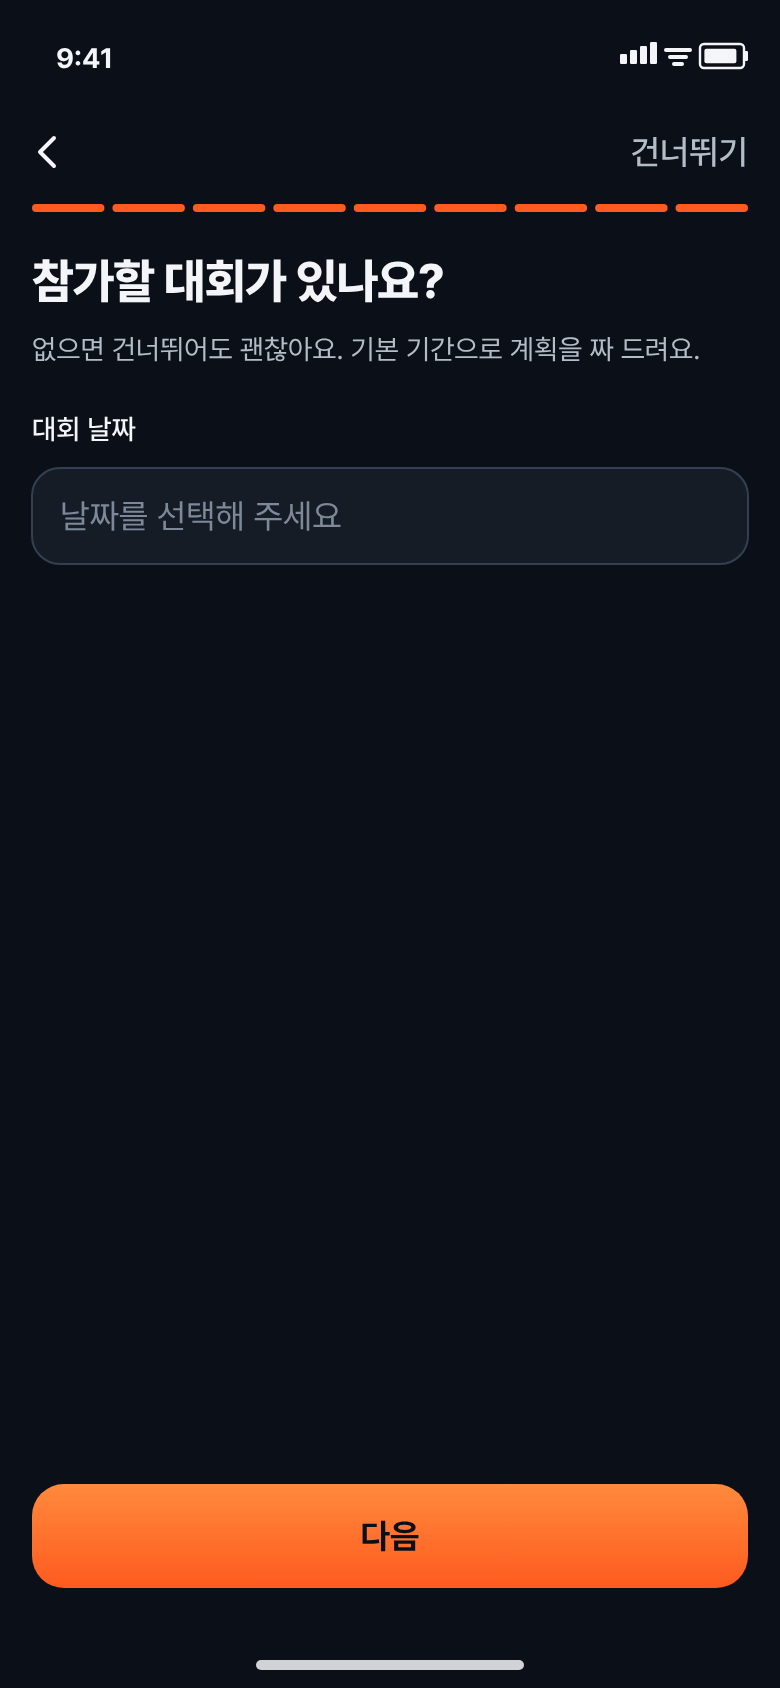 9:41
건너뛰기
참가할 대회가 있나요?
없으면 건너뛰어도 괜찮아요. 기본 기간으로 계획을 짜 드려요.
대회 날짜
날짜를 선택해 주세요
다음